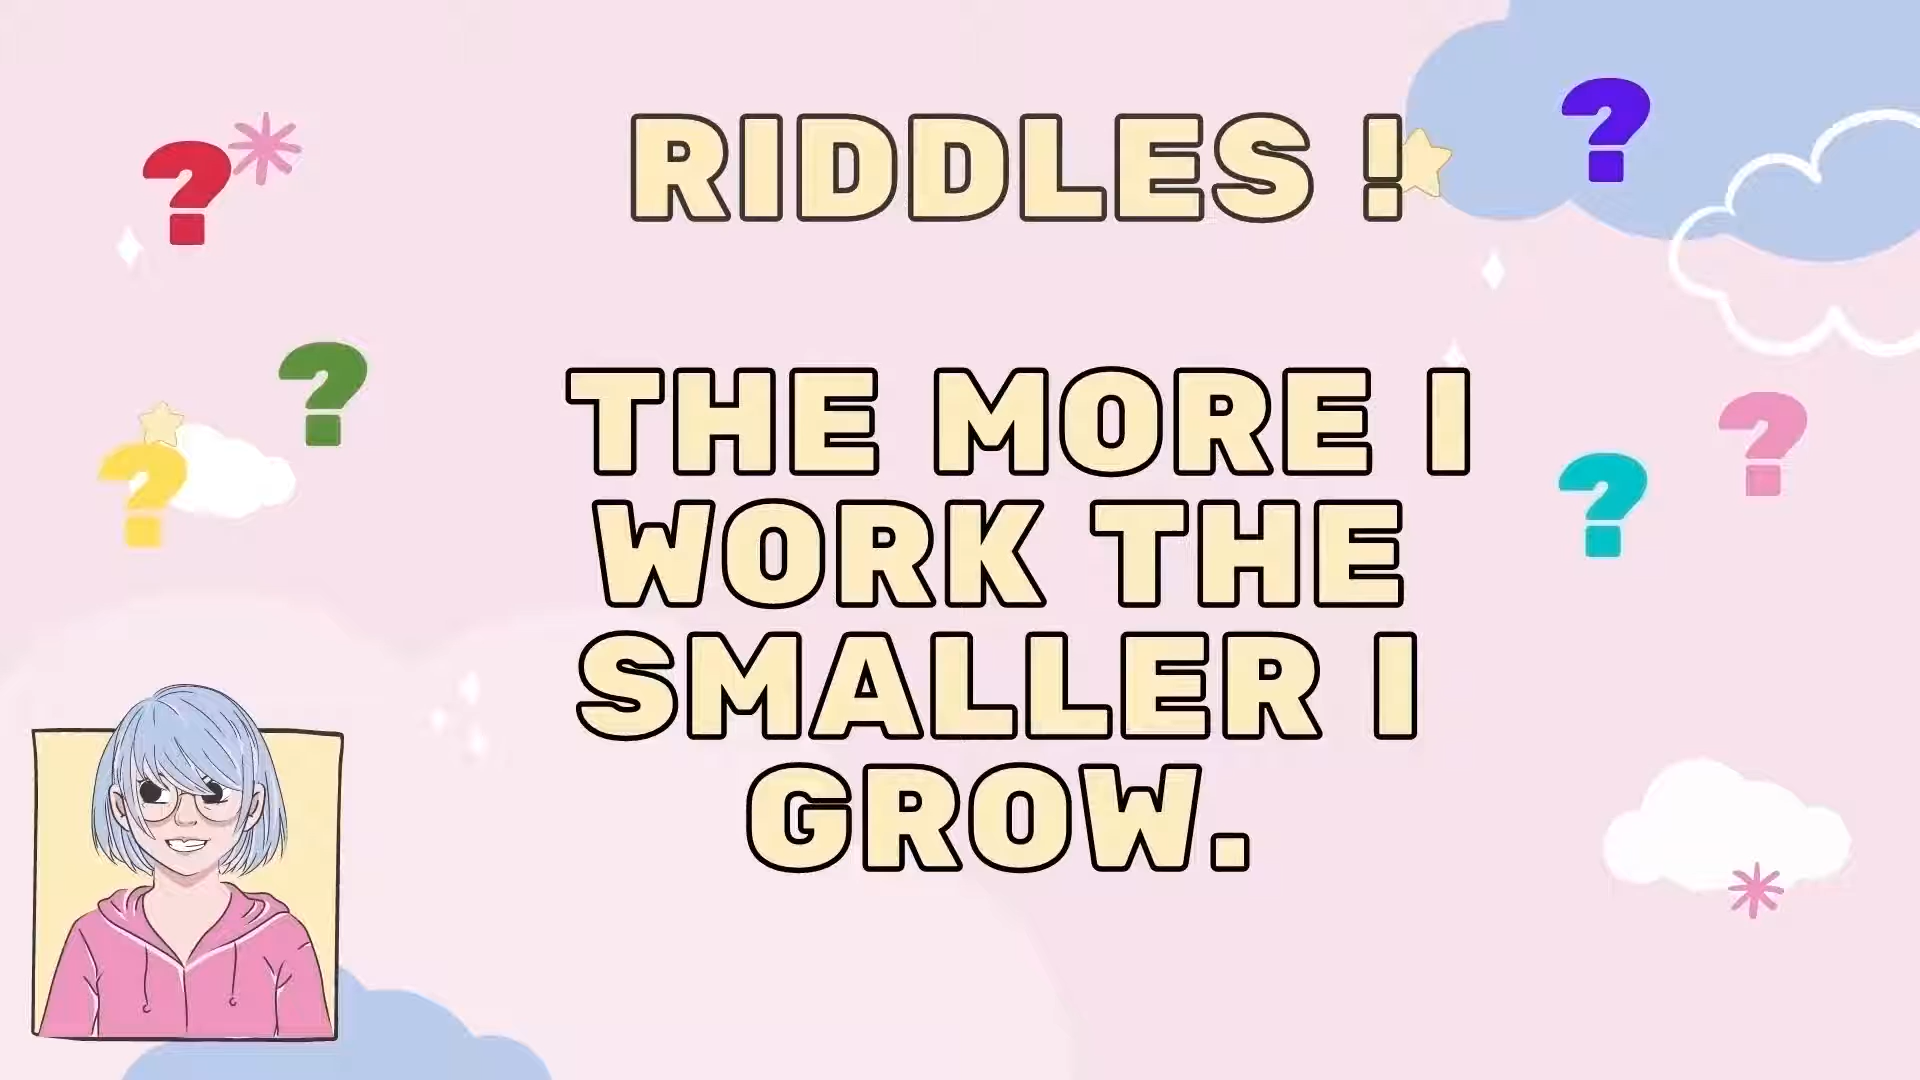 RIDDLES !
THE MORE I
WORK THE
SMALLER I
GROW.